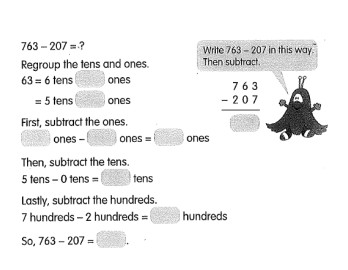 763 – 207 = ?
Regroup the tens and ones.
63 = 6 tens ones
= 5 tens ones
First, subtract the ones.
ones – ones = ones
Then, subtract the tens.
5 tens – 0 tens = tens
Lastly, subtract the hundreds.
7 hundreds – 2 hundreds = hundreds
So, 763 – 207 = .
Write 763 – 207 in this way.
Then subtract.
7 6 3
– 2 0 7